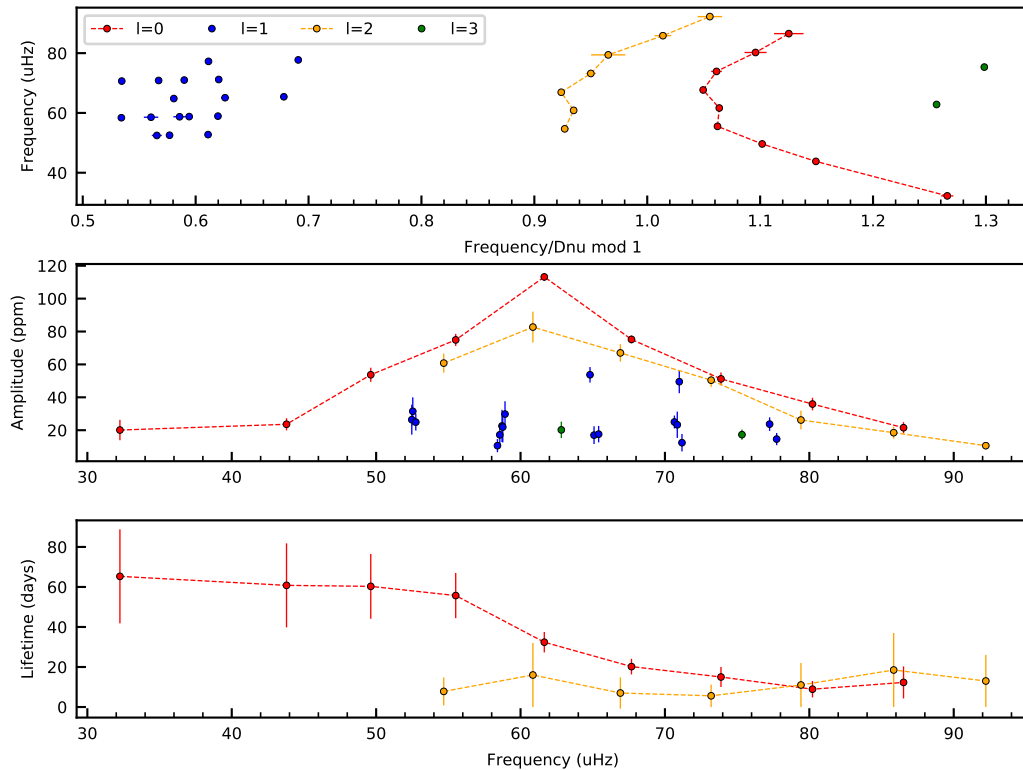 l=0 l=1 l=2 l=3
80
60
40
Frequency (uHz)
0.5 0.6 0.7 0.8 0.9 1.0 1.1 1.2 1.3
Frequency/Dnu mod 1
120
100
80
60
40
20
Amplitude (ppm)
30 40 50 60 70 80 90
80
60
40
20
0
Lifetime (days)
30 40 50 60 70 80 90
Frequency (uHz)